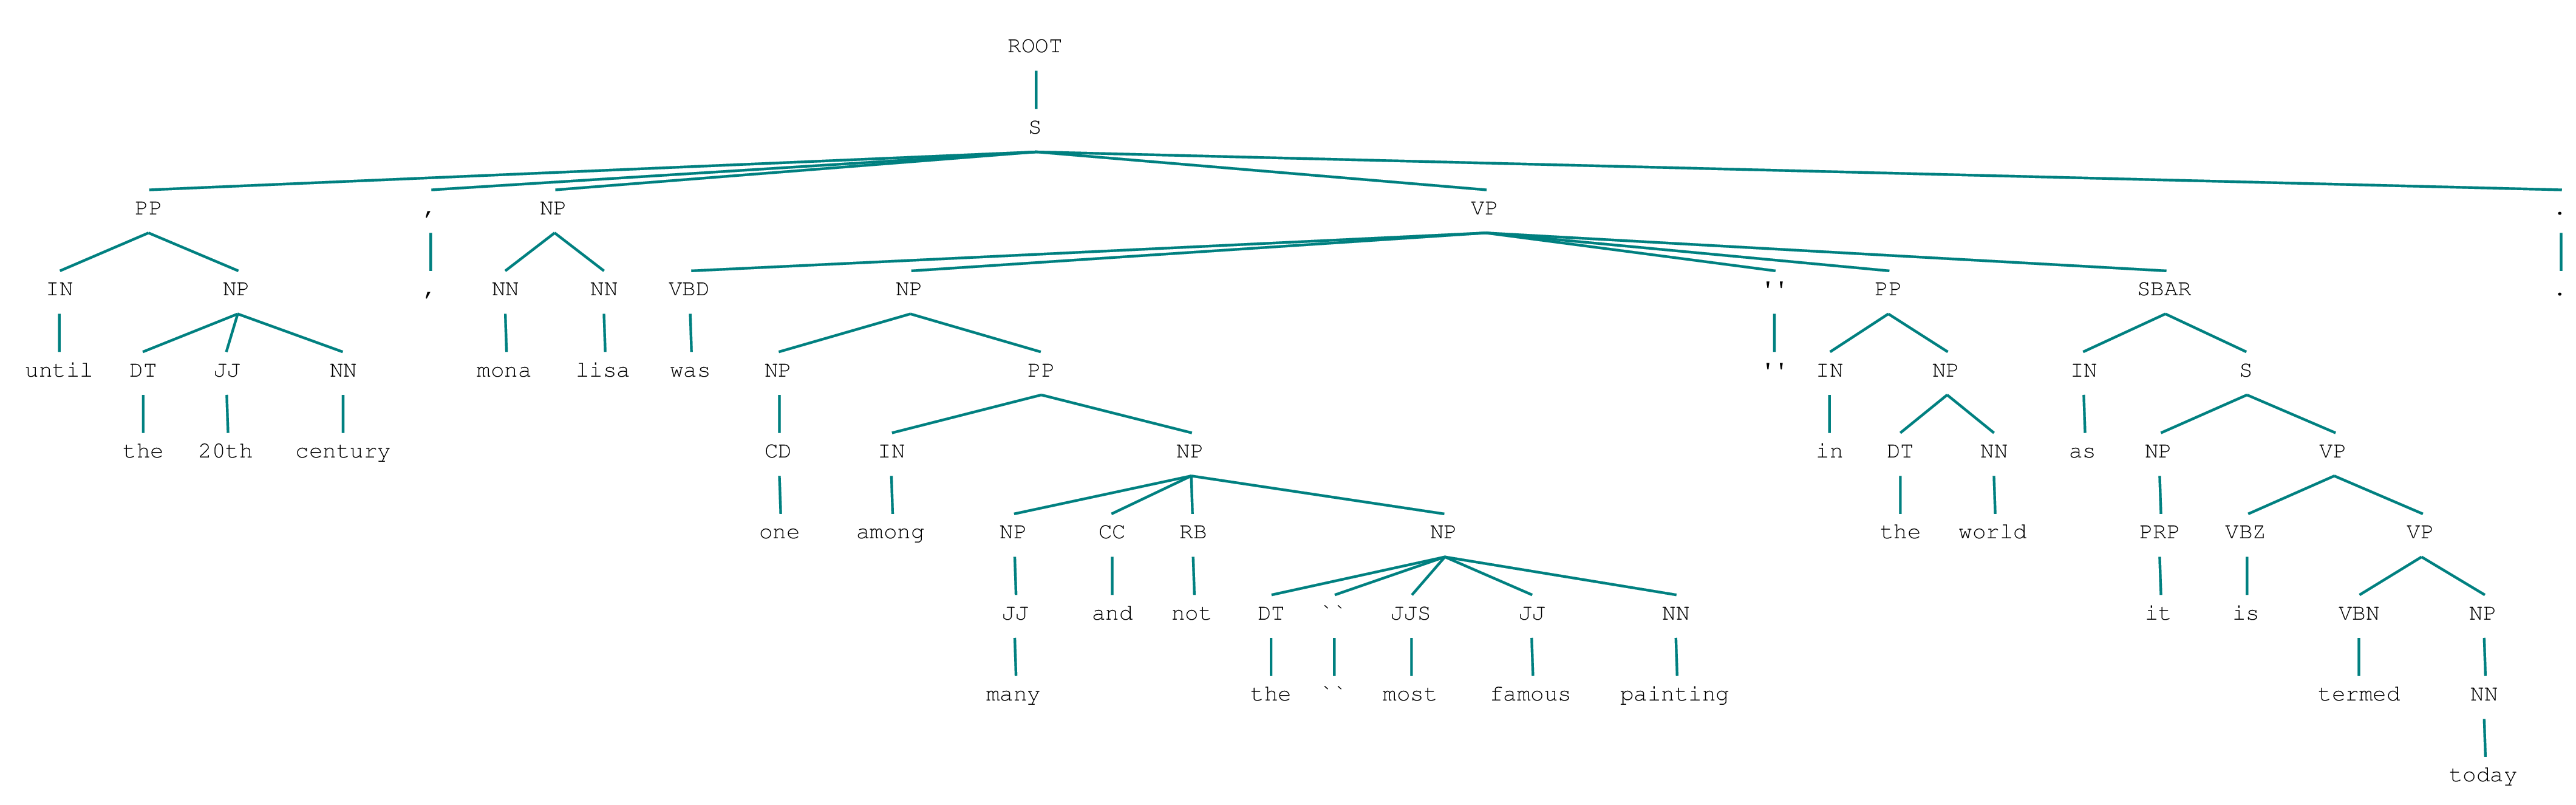 ROOT
S
PP , NP VP .
IN NP , NN NN VBD NP '' PP SBAR .
until DT JJ NN mona lisa was NP PP '' IN NP IN S
the 20th century CD IN NP in DT NN as NP VP
one among NP CC RB NP the world PRP VBZ VP
JJ and not DT `` JJS JJ NN it is VBN NP
many the `` most famous painting termed NN
today